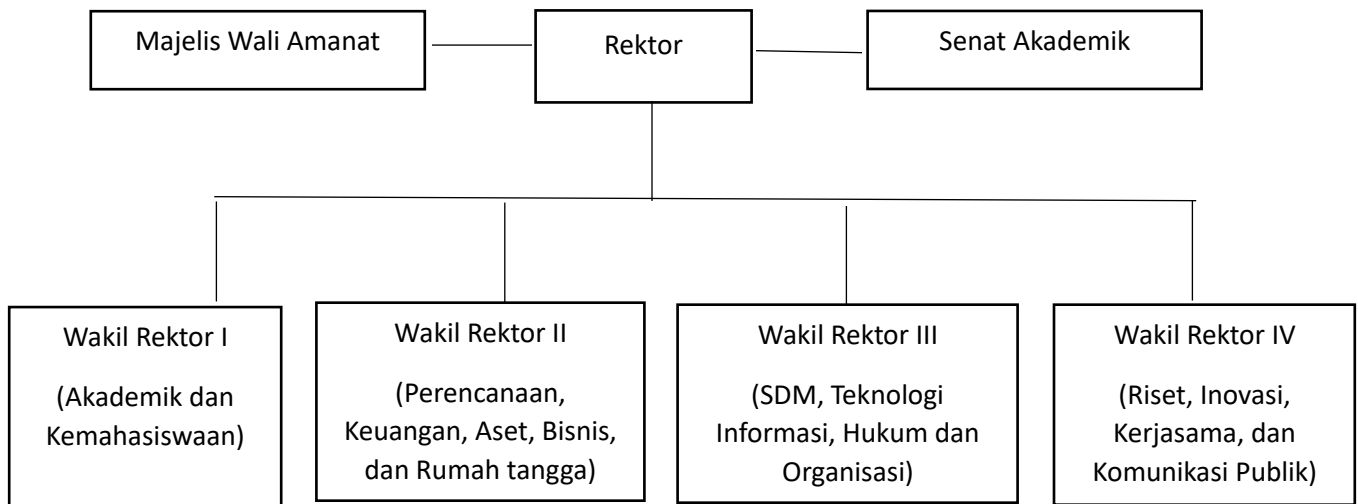 Majelis Wali Amanat
Rektor
Senat Akademik
Wakil Rektor I
(Akademik dan
Kemahasiswaan)
Wakil Rektor II
(Perencanaan,
Keuangan, Aset, Bisnis,
dan Rumah tangga)
Wakil Rektor III
(SDM, Teknologi
Informasi, Hukum dan
Organisasi)
Wakil Rektor IV
(Riset, Inovasi,
Kerjasama, dan
Komunikasi Publik)